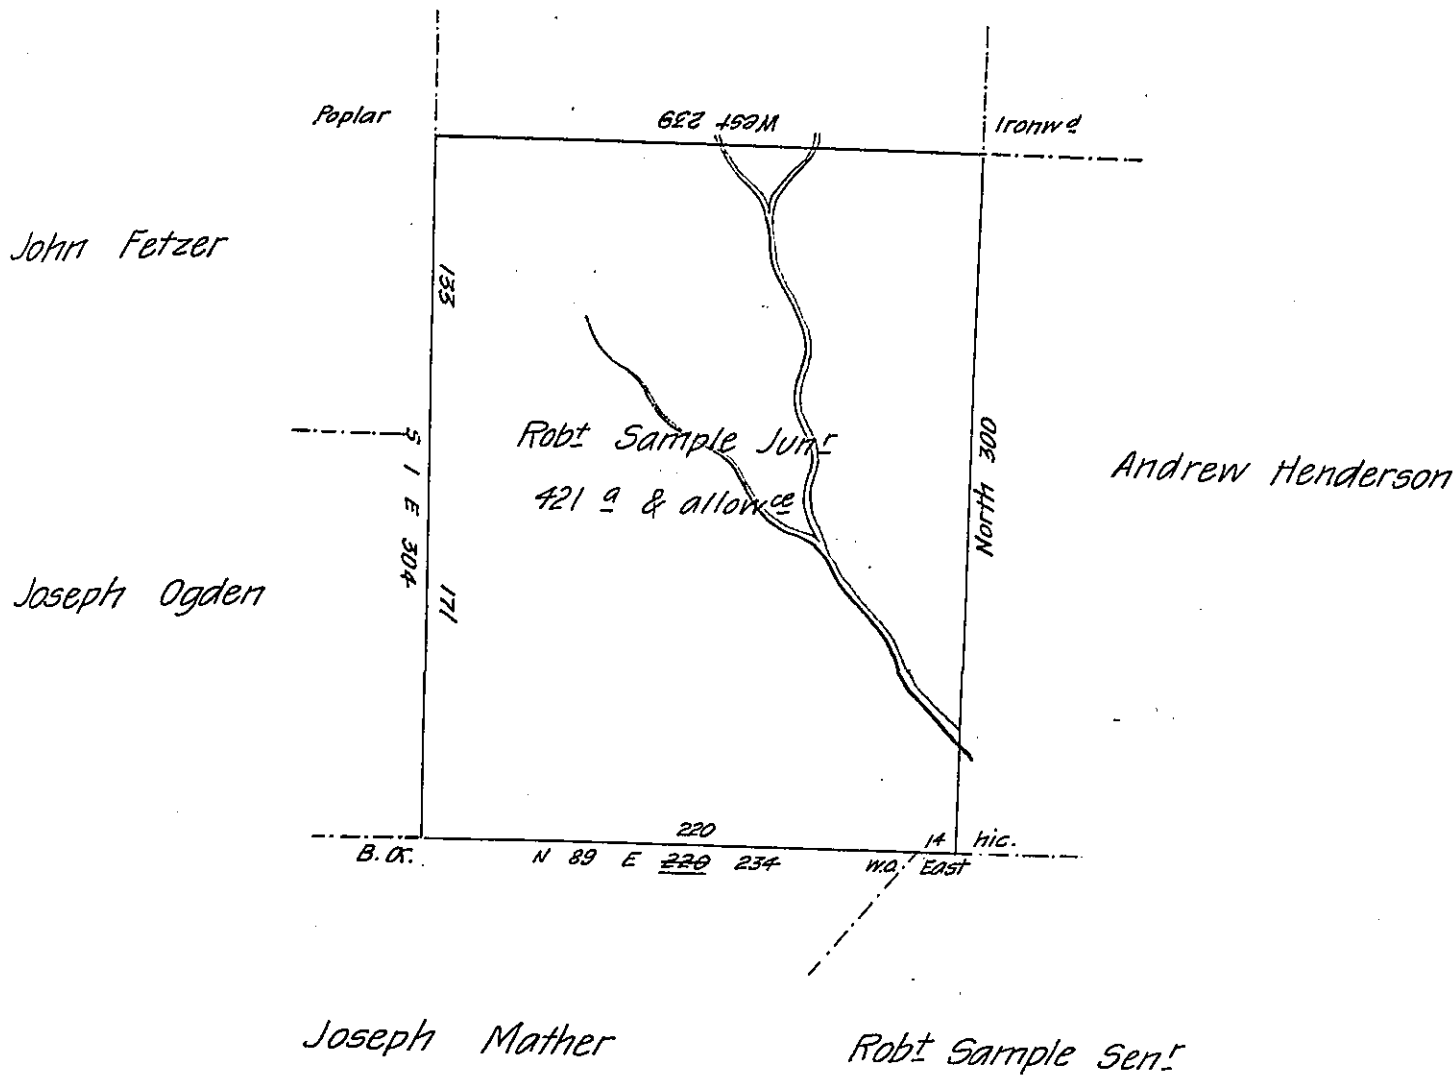 Poplar
West 239
Ironwd
John Fetzer
133
S 1 E 304
Robt Sample Junr
421 a & allowce
North 300
Andrew Henderson
Joseph Ogden
171
220
14 hic.
B.O.
N 89 E ~~220~~ 234
W.O. East
Joseph Mather
Robt Sample Senr